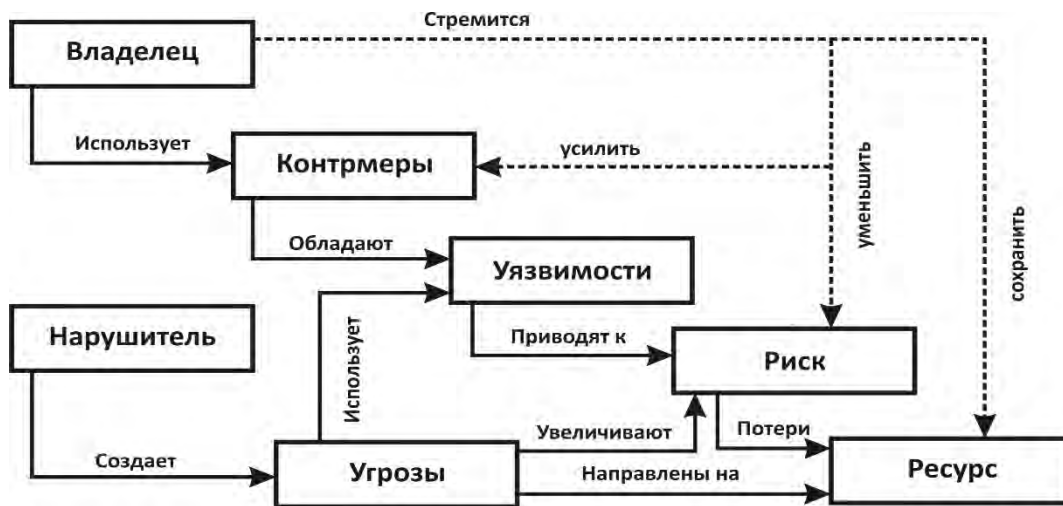 Стремится
Владелец
Использует
Контрмеры
усилить
уменьшить
сохранить
Обладают
Уязвимости
Нарушитель
Использует
Приводят к
Риск
Создает
Угрозы
Увеличивают
Потери
Направлены на
Ресурс